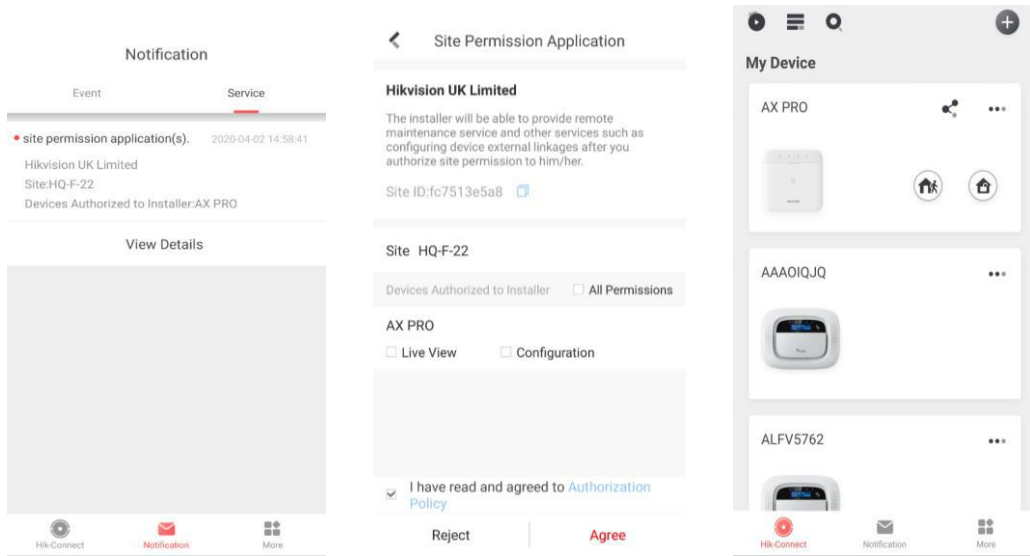 Notification
Event Service
site permission application(s). 2020-04-02 14:58:41
Hikvision UK Limited
Site:HQ-F-22
Devices Authorized to Installer:AX PRO
View Details
Hik-Connect Notification More
Site Permission Application
Hikvision UK Limited
The installer will be able to provide remote
maintenance service and other services such as
configuring device external linkages after you
authorize site permission to him/her.
Site ID:fc7513e5a8
Site HQ-F-22
Devices Authorized to Installer All Permissions
AX PRO
Live View Configuration
I have read and agreed to Authorization
Policy
Reject Agree
My Device
AX PRO
AAAOIQJQ
ALFV5762
Hik-Connect Notification More